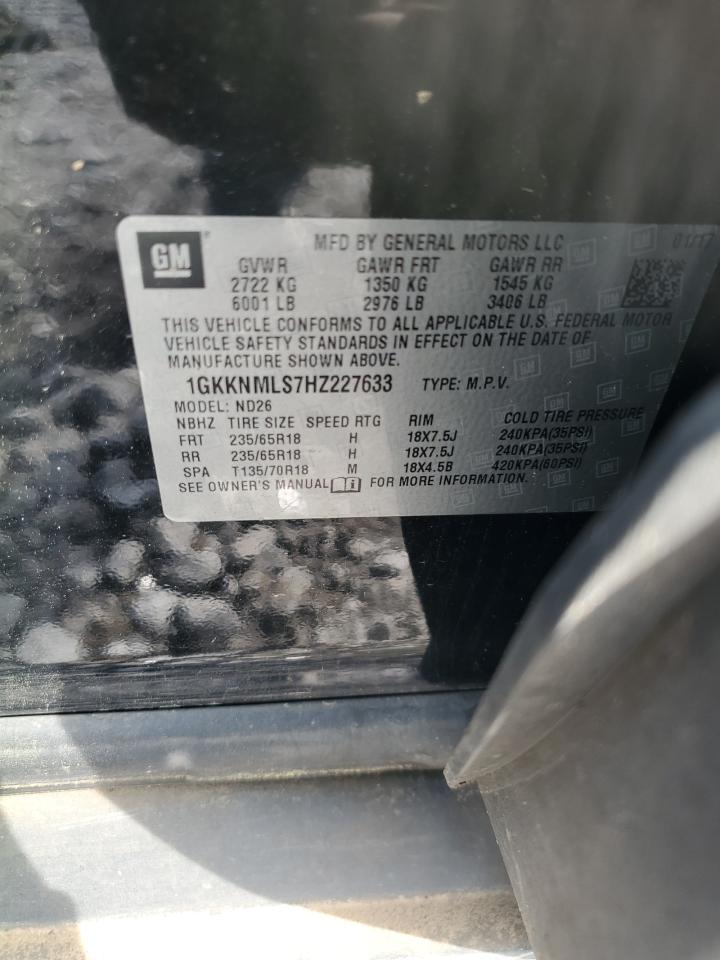 GM MFD BY GENERAL MOTORS LLC 01/17
GVWR GAWR FRT GAWR RR
2722 KG 1350 KG 1545 KG
6001 LB 2976 LB 3406 LB
THIS VEHICLE CONFORMS TO ALL APPLICABLE U.S. FEDERAL MOTOR
VEHICLE SAFETY STANDARDS IN EFFECT ON THE DATE OF
MANUFACTURE SHOWN ABOVE.
1GKKNMLS7HZ227633 TYPE: M.P.V.
MODEL: ND26
NBHZ TIRE SIZE SPEED RTG RIM COLD TIRE PRESSURE
FRT 235/65R18 H 18X7.5J 240KPA(35PSI)
RR 235/65R18 H 18X7.5J 240KPA(35PSI)
SPA T135/70R18 M 18X4.5B 420KPA(60PSI)
SEE OWNER'S MANUAL FOR MORE INFORMATION.